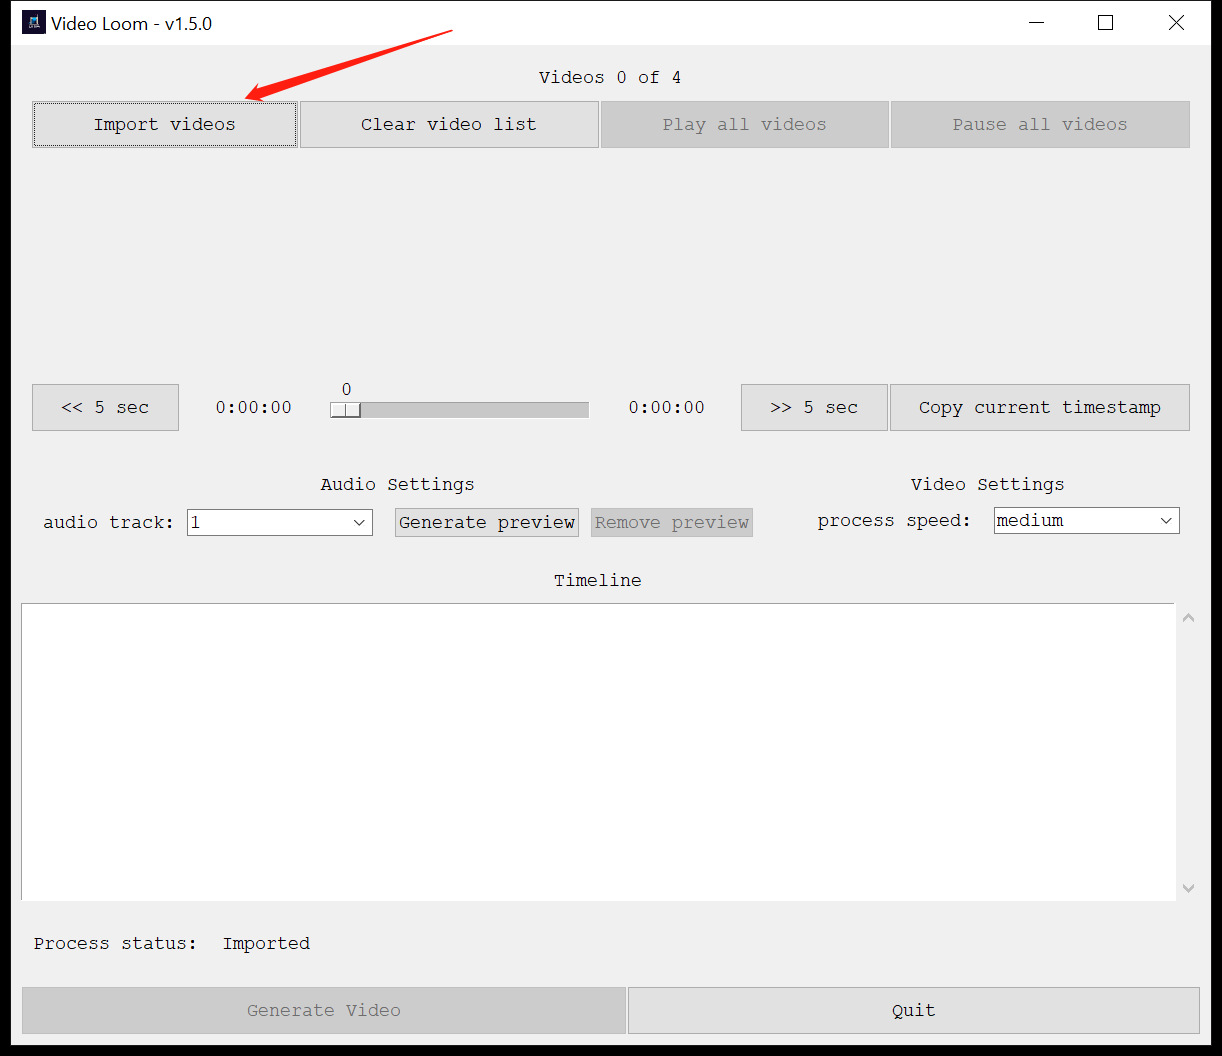 Video Loom - v1.5.0
Videos 0 of 4
Import videos Clear video list Play all videos Pause all videos
0
<< 5 sec 0:00:00 0:00:00 >> 5 sec Copy current timestamp
Audio Settings Video Settings
audio track: 1 Generate preview Remove preview process speed: medium
Timeline
Process status: Imported
Generate Video Quit